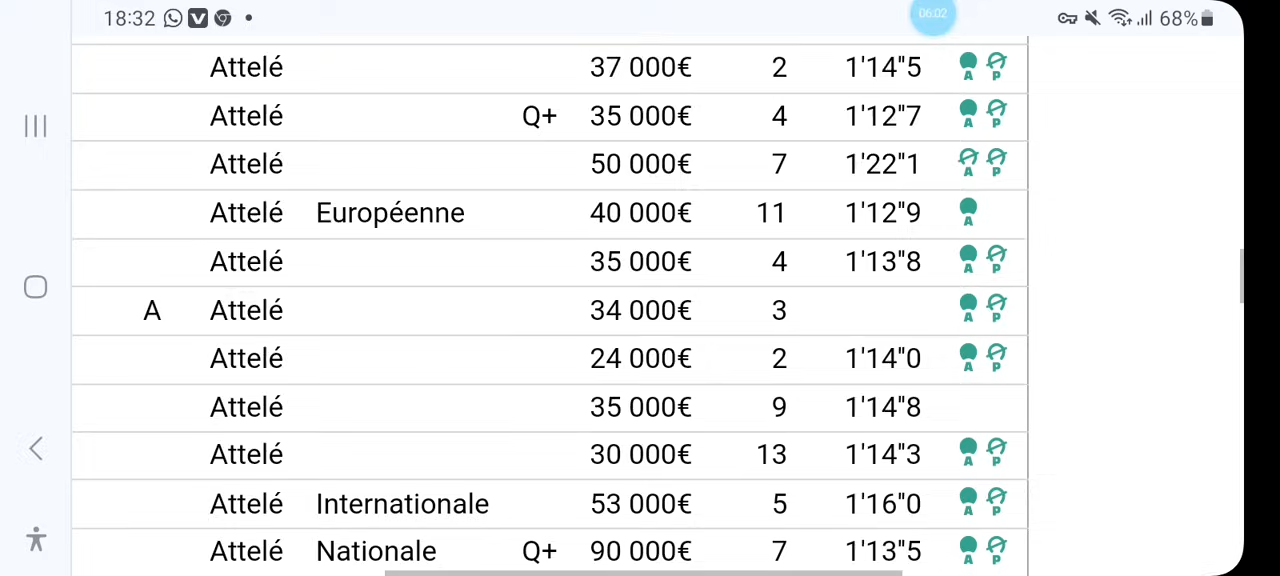 18:32 V 06:02 68%
Attelé 37 000€ 2 1'14"5 A P
Attelé Q+ 35 000€ 4 1'12"7 A P
Attelé 50 000€ 7 1'22"1 A P
Attelé Européenne 40 000€ 11 1'12"9 A
Attelé 35 000€ 4 1'13"8 A P
A Attelé 34 000€ 3 A P
Attelé 24 000€ 2 1'14"0 A P
Attelé 35 000€ 9 1'14"8
Attelé 30 000€ 13 1'14"3 A P
Attelé Internationale 53 000€ 5 1'16"0 A P
Attelé Nationale Q+ 90 000€ 7 1'13"5 A P